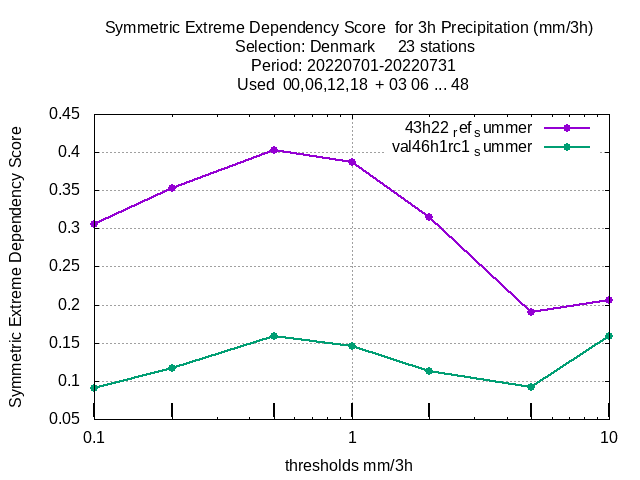 Symmetric Extreme Dependency Score for 3h Precipitation (mm/3h)
Selection: Denmark 23 stations
Period: 20220701-20220731
Used 00,06,12,18 + 03 06 ... 48
Symmetric Extreme Dependency Score
0.45
0.4
0.35
0.3
0.25
0.2
0.15
0.1
0.05
43h22refsummer
val46h1rc1summer
0.1
1
10
thresholds mm/3h